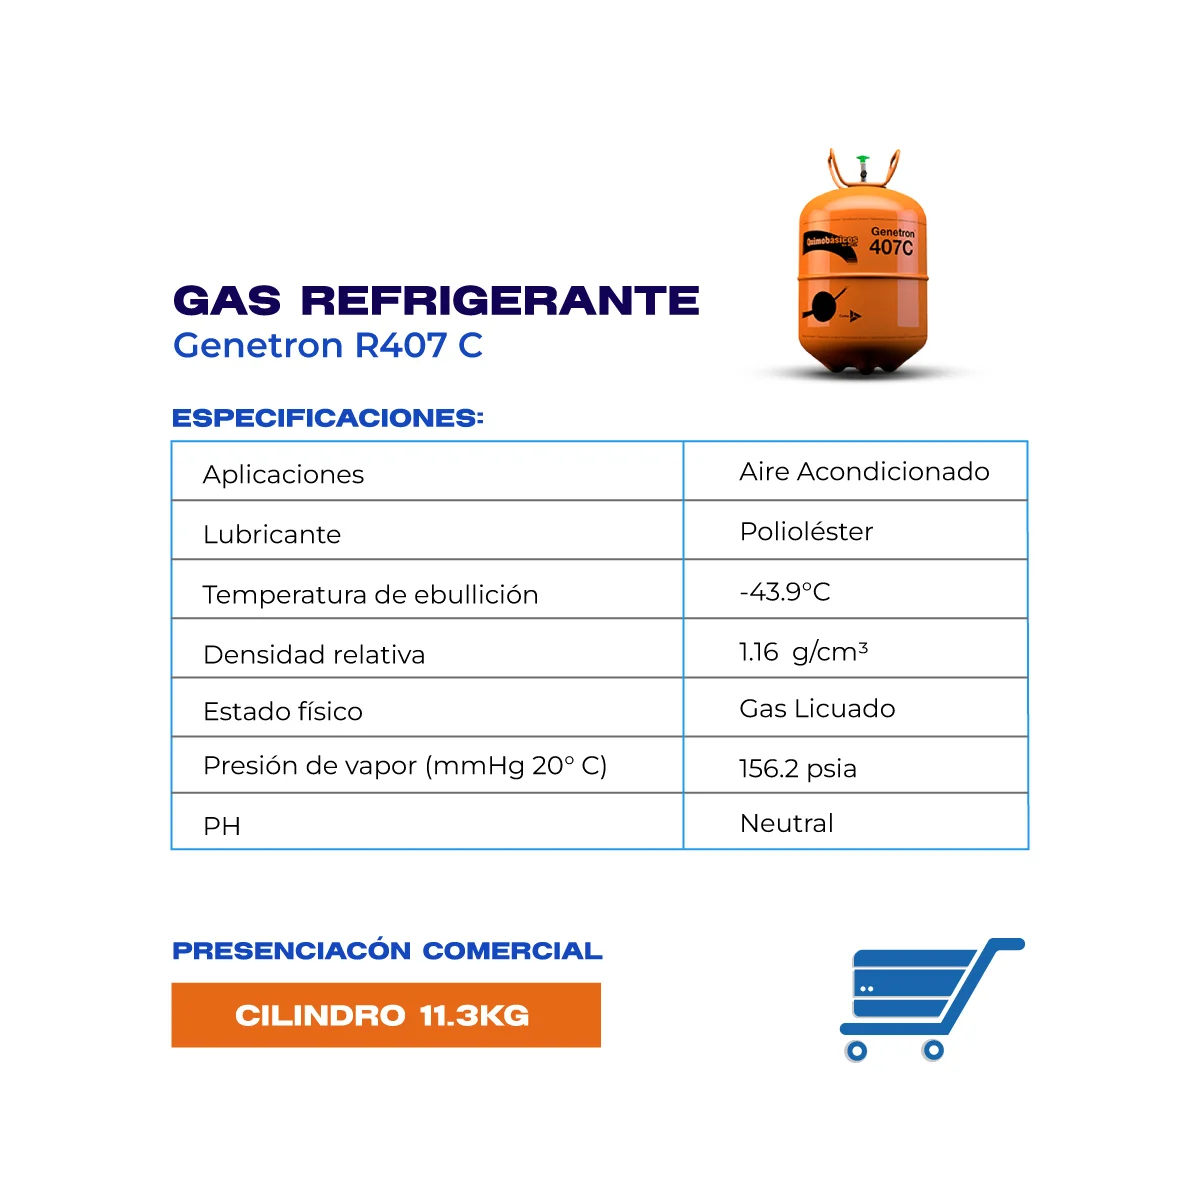 Quimobásicos
Genetron
407C
GAS REFRIGERANTE
Genetron R407 C
ESPECIFICACIONES:
Aplicaciones Aire Acondicionado
Lubricante Polioléster
Temperatura de ebullición -43.9°C
Densidad relativa 1.16 g/cm³
Estado físico Gas Licuado
Presión de vapor (mmHg 20° C) 156.2 psia
PH Neutral
PRESENCIACÓN COMERCIAL
CILINDRO 11.3KG